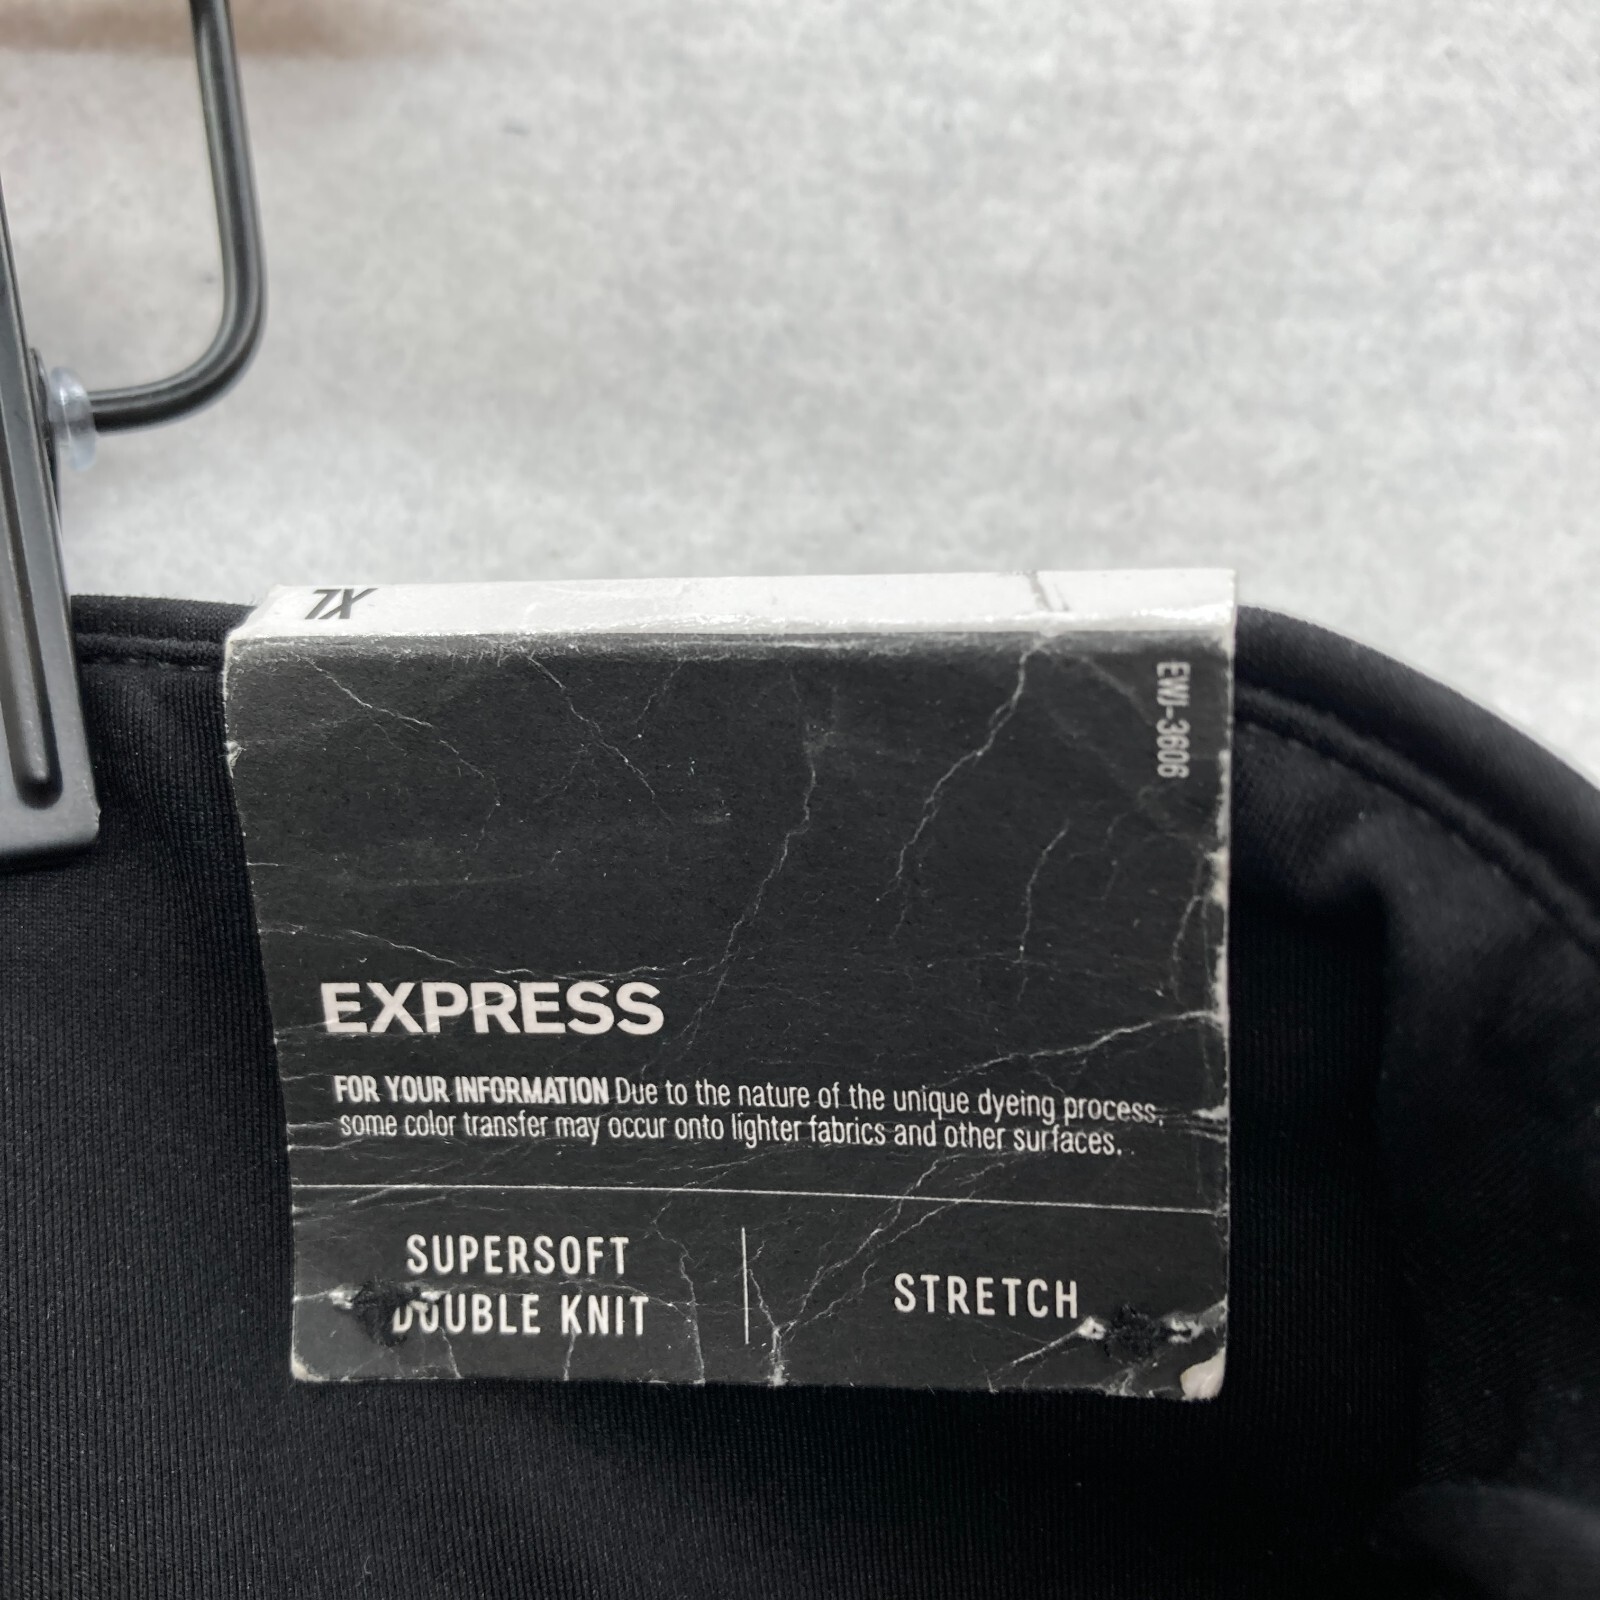 XL
EWJ-3606
EXPRESS
FOR YOUR INFORMATION Due to the nature of the unique dyeing process,
some color transfer may occur onto lighter fabrics and other surfaces.
SUPERSOFT
DOUBLE KNIT
STRETCH